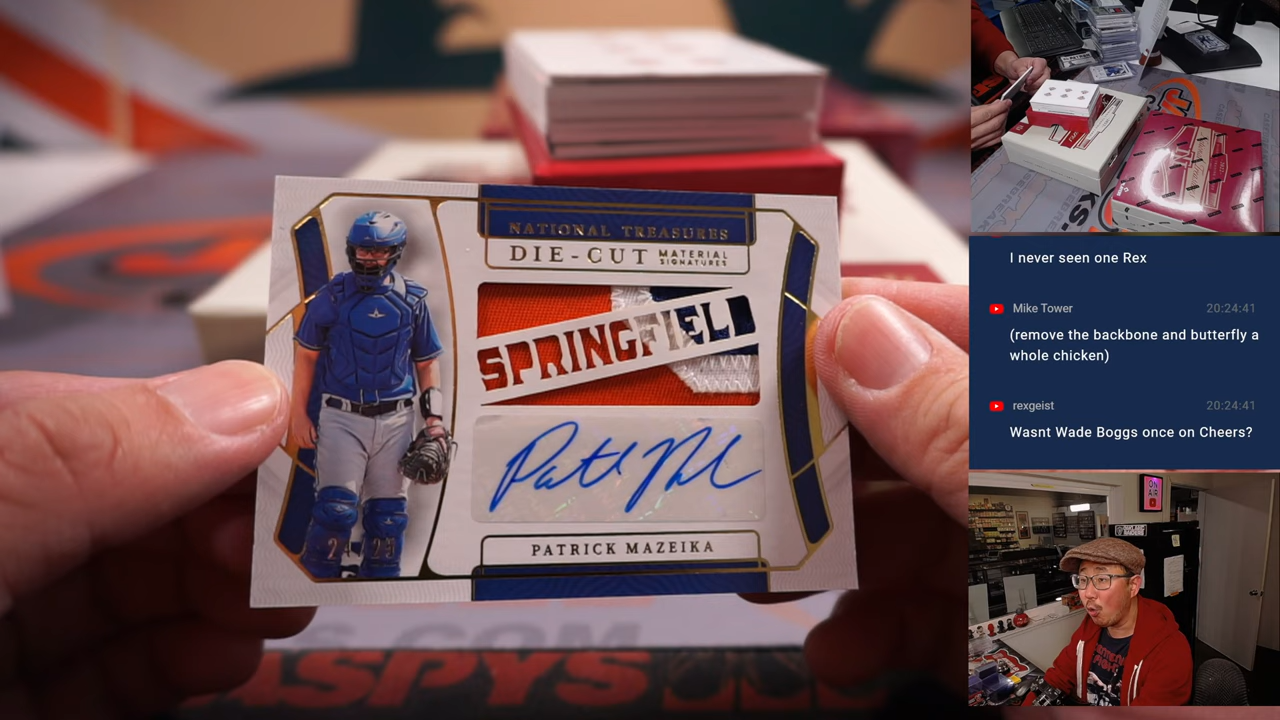 NATIONAL TREASURES
DIE-CUT MATERIAL
SIGNATURES
SPRINGFIELD
PATRICK MAZEIKA
I never seen one Rex
Mike Tower 20:24:41
(remove the backbone and butterfly a
whole chicken)
rexgeist 20:24:41
Wasnt Wade Boggs once on Cheers?
ON
AIR